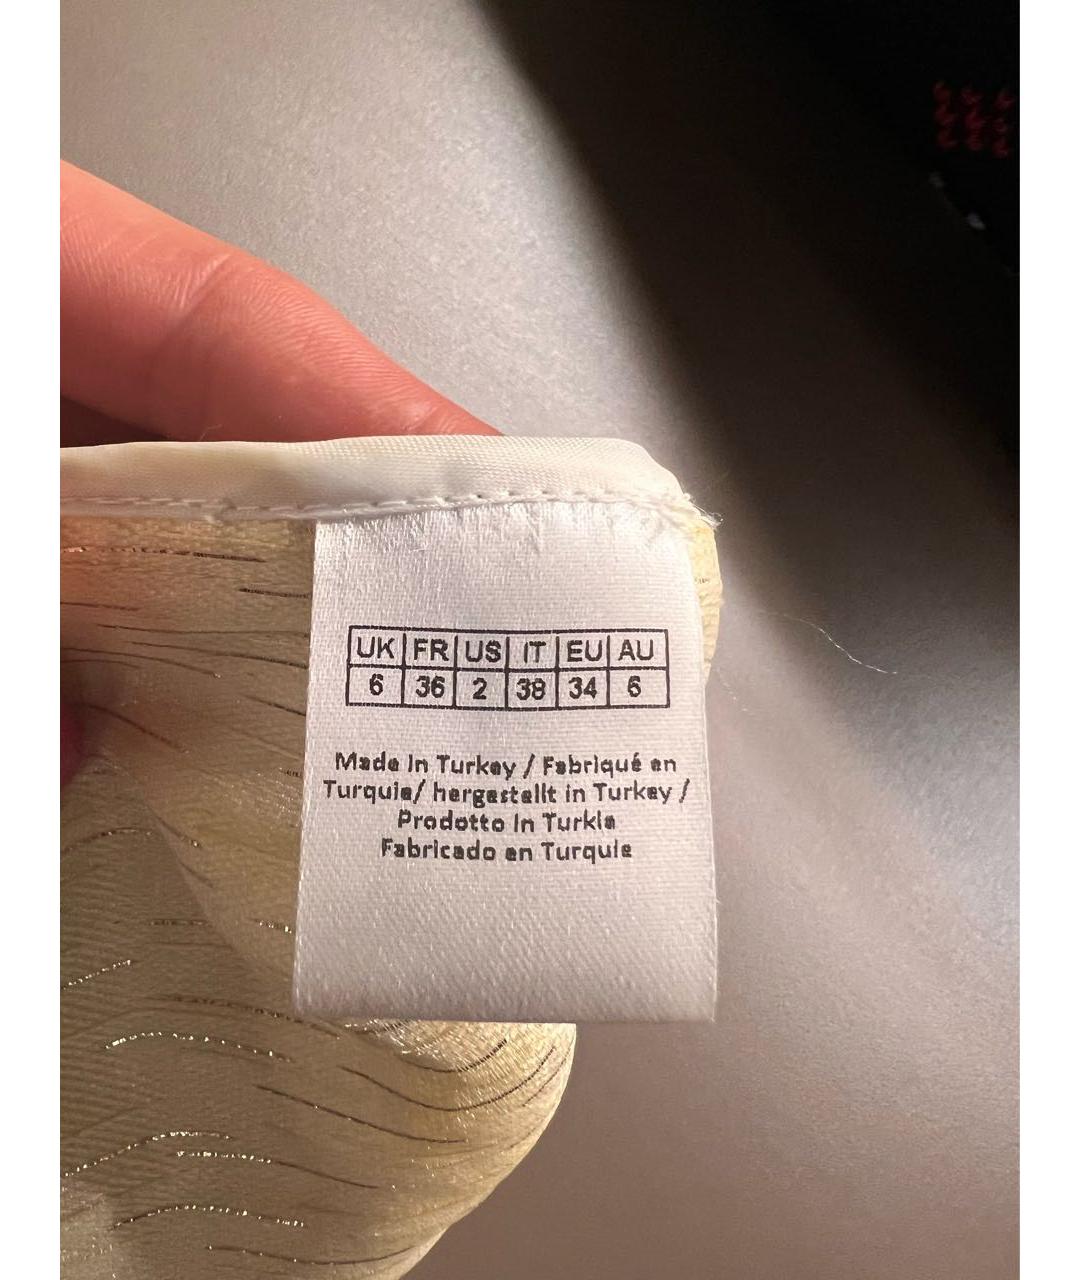 UK FR US IT EU AU
6 36 2 38 34 6
Made in Turkey / Fabriqué en
Turquie/ hergestellt in Turkey /
Prodotto in Turkia
Fabricado en Turquie